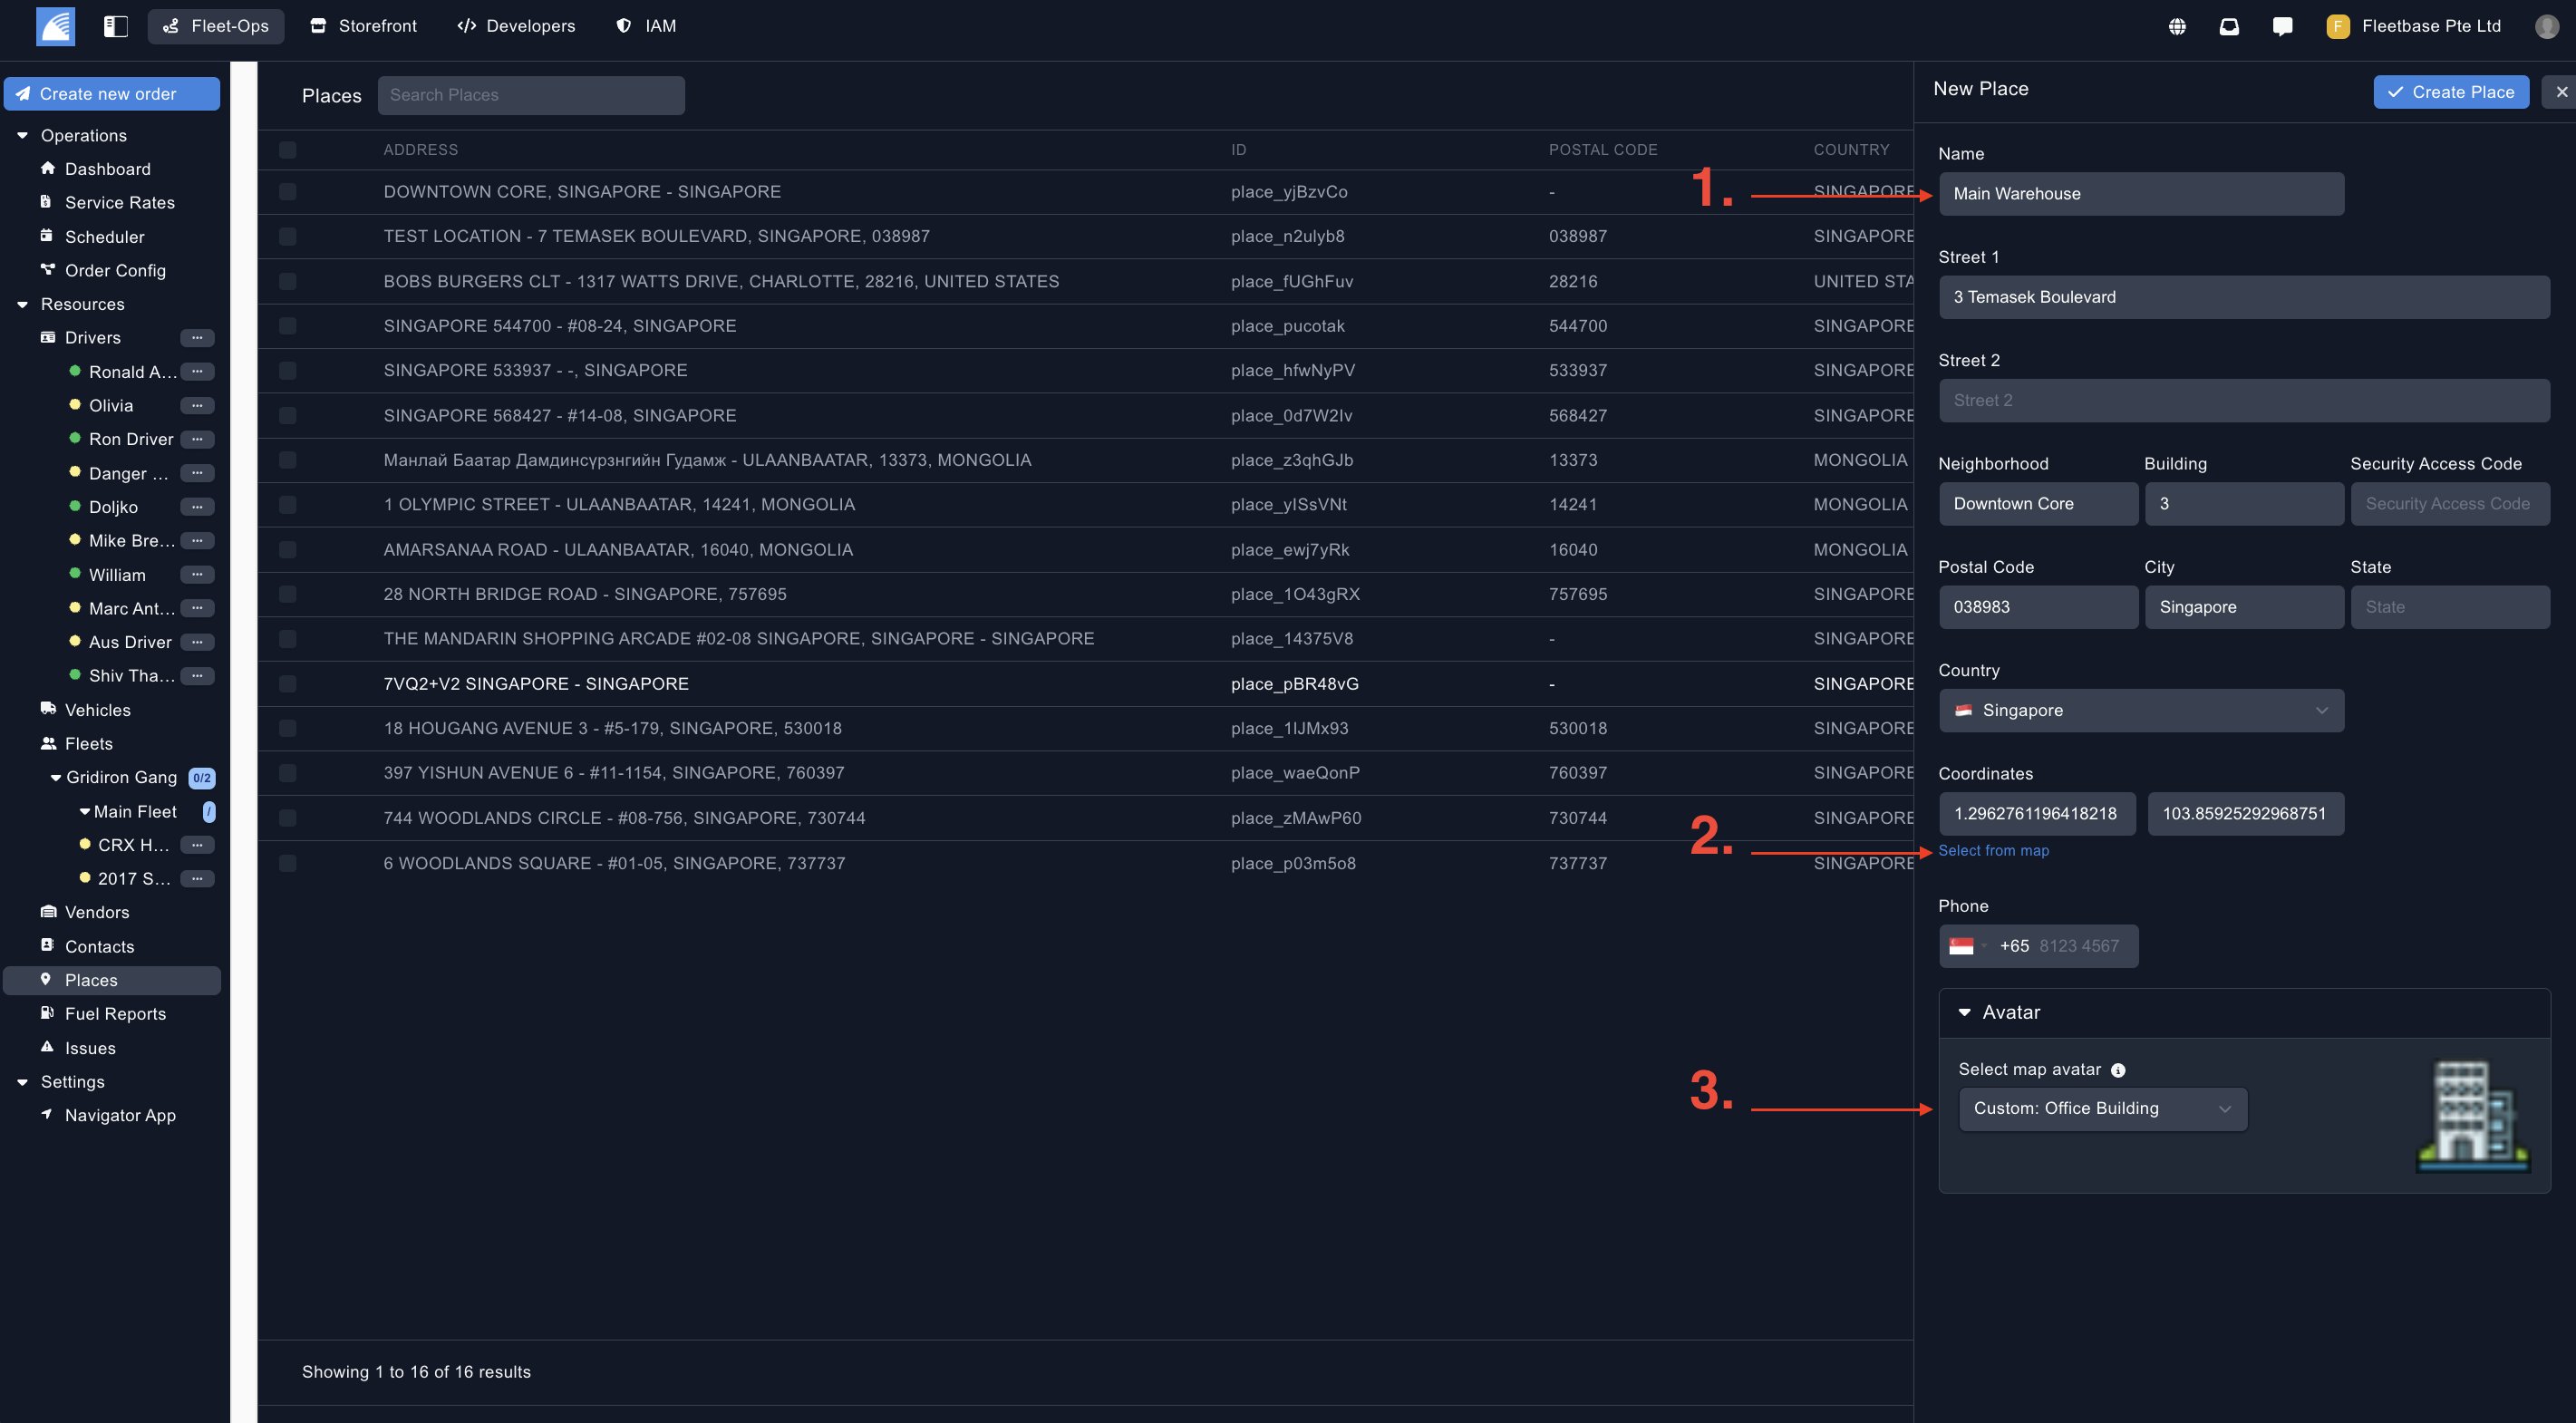 Fleet-Ops Storefront Developers IAM F Fleetbase Pte Ltd
Create new order
Operations
Dashboard
Service Rates
Scheduler
Order Config
Resources
Drivers
Ronald A...
Olivia
Ron Driver
Danger ...
Doljko
Mike Bre...
William
Marc Ant...
Aus Driver
Shiv Tha...
Vehicles
Fleets
Gridiron Gang 0/2
Main Fleet /
CRX H...
2017 S...
Vendors
Contacts
Places
Fuel Reports
Issues
Settings
Navigator App
Places Search Places
ADDRESS ID POSTAL CODE COUNTRY
DOWNTOWN CORE, SINGAPORE - SINGAPORE place_yjBzvCo - SINGAPORE
TEST LOCATION - 7 TEMASEK BOULEVARD, SINGAPORE, 038987 place_n2ulyb8 038987 SINGAPORE
BOBS BURGERS CLT - 1317 WATTS DRIVE, CHARLOTTE, 28216, UNITED STATES place_fUGhFuv 28216 UNITED STA
SINGAPORE 544700 - #08-24, SINGAPORE place_pucotak 544700 SINGAPORE
SINGAPORE 533937 - -, SINGAPORE place_hfwNyPV 533937 SINGAPORE
SINGAPORE 568427 - #14-08, SINGAPORE place_0d7W2Iv 568427 SINGAPORE
Манлай Баатар Дамдинсүрэнгийн Гудамж - ULAANBAATAR, 13373, MONGOLIA place_z3qhGJb 13373 MONGOLIA
1 OLYMPIC STREET - ULAANBAATAR, 14241, MONGOLIA place_yISsVNt 14241 MONGOLIA
AMARSANAA ROAD - ULAANBAATAR, 16040, MONGOLIA place_ewj7yRk 16040 MONGOLIA
28 NORTH BRIDGE ROAD - SINGAPORE, 757695 place_1O43gRX 757695 SINGAPORE
THE MANDARIN SHOPPING ARCADE #02-08 SINGAPORE, SINGAPORE - SINGAPORE place_14375V8 - SINGAPORE
7VQ2+V2 SINGAPORE - SINGAPORE place_pBR48vG - SINGAPORE
18 HOUGANG AVENUE 3 - #5-179, SINGAPORE, 530018 place_1lJMx93 530018 SINGAPORE
397 YISHUN AVENUE 6 - #11-1154, SINGAPORE, 760397 place_waeQonP 760397 SINGAPORE
744 WOODLANDS CIRCLE - #08-756, SINGAPORE, 730744 place_zMAwP60 730744 SINGAPORE
6 WOODLANDS SQUARE - #01-05, SINGAPORE, 737737 place_p03m5o8 737737 SINGAPORE
Showing 1 to 16 of 16 results
New Place Create Place
Name
1. Main Warehouse
Street 1
3 Temasek Boulevard
Street 2
Street 2
Neighborhood Building Security Access Code
Downtown Core 3 Security Access Code
Postal Code City State
038983 Singapore State
Country
Singapore
Coordinates
1.2962761196418218 103.85925292968751
2. Select from map
Phone
+65 8123 4567
Avatar
Select map avatar
3. Custom: Office Building